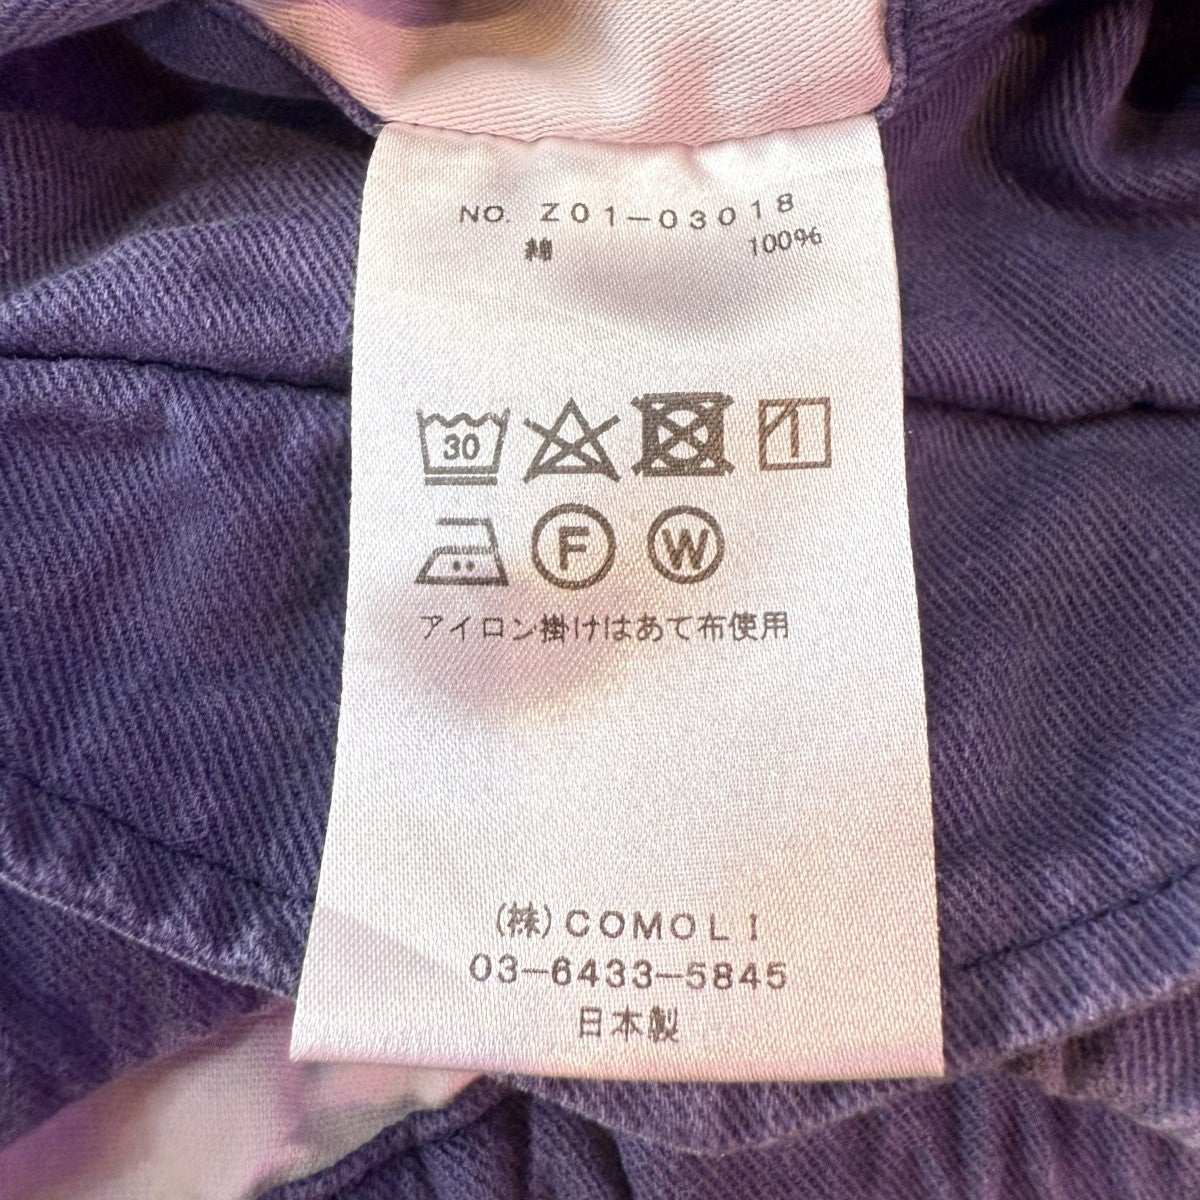 NO. Z01-03018
綿 100%
30
F W
アイロン掛けはあて布使用
(株)COMOLI
03-6433-5845
日本製